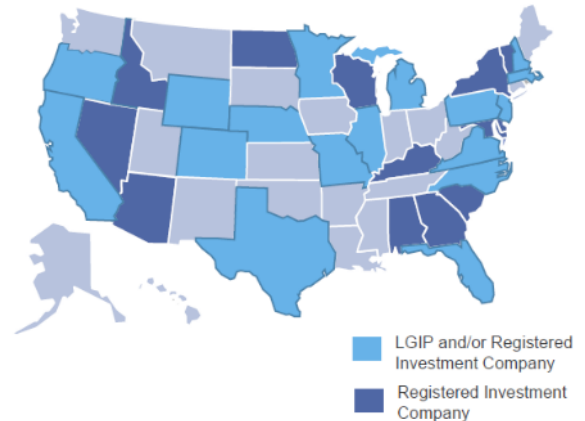 LGIP and/or Registered
Investment Company
Registered Investment
Company